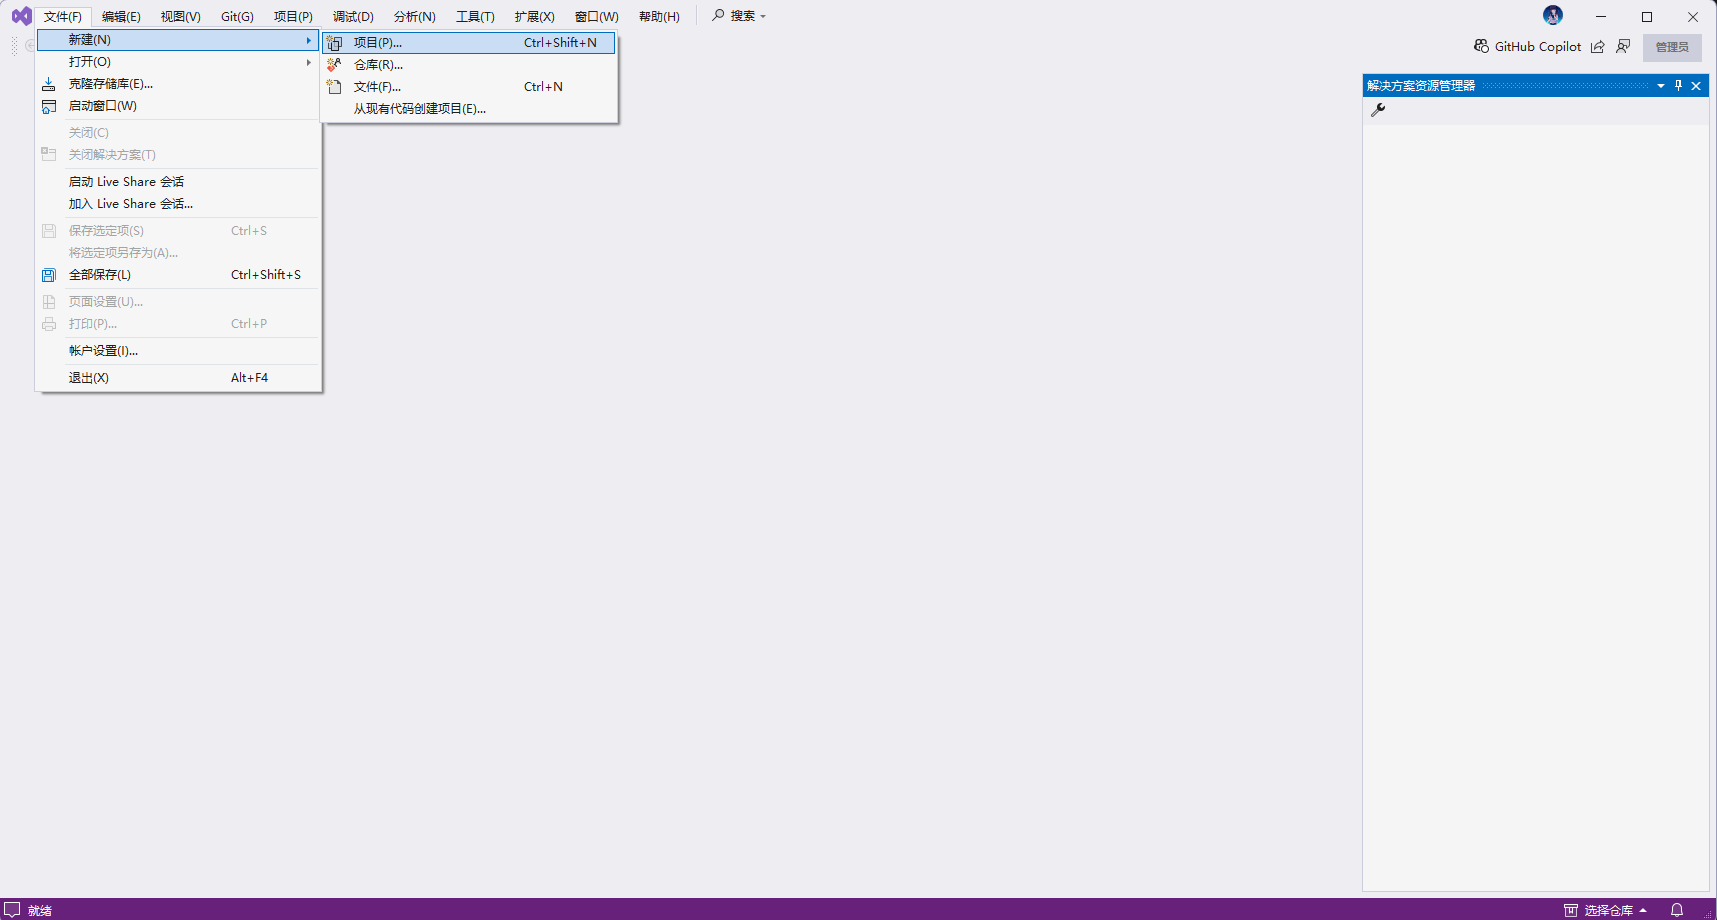 文件(F) 编辑(E) 视图(V) Git(G) 项目(P) 调试(D) 分析(N) 工具(T) 扩展(X) 窗口(W) 帮助(H) 搜索
GitHub Copilot 管理员
新建(N)
打开(O)
克隆存储库(E)...
启动窗口(W)
关闭(C)
关闭解决方案(T)
启动 Live Share 会话
加入 Live Share 会话...
保存选定项(S) Ctrl+S
将选定项另存为(A)...
全部保存(L) Ctrl+Shift+S
页面设置(U)...
打印(P)... Ctrl+P
帐户设置(I)...
退出(X) Alt+F4
项目(P)... Ctrl+Shift+N
仓库(R)...
文件(F)... Ctrl+N
从现有代码创建项目(E)...
解决方案资源管理器
就绪 选择仓库